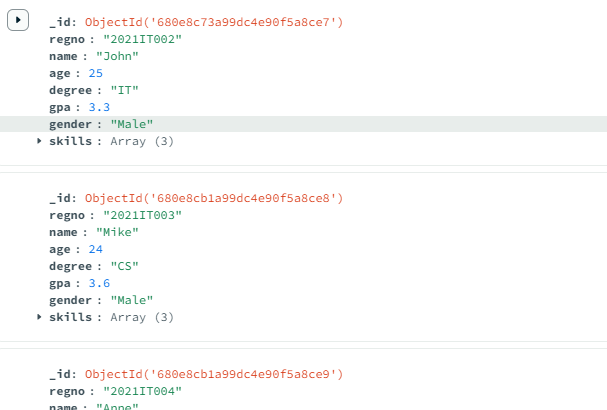 _id: ObjectId('680e8c73a99dc4e90f5a8ce7')
regno : "2021IT002"
name : "John"
age : 25
degree : "IT"
gpa : 3.3
gender : "Male"
skills : Array (3)
_id: ObjectId('680e8cb1a99dc4e90f5a8ce8')
regno : "2021IT003"
name : "Mike"
age : 24
degree : "CS"
gpa : 3.6
gender : "Male"
skills : Array (3)
_id: ObjectId('680e8cb1a99dc4e90f5a8ce9')
regno : "2021IT004"
name : "Anne"